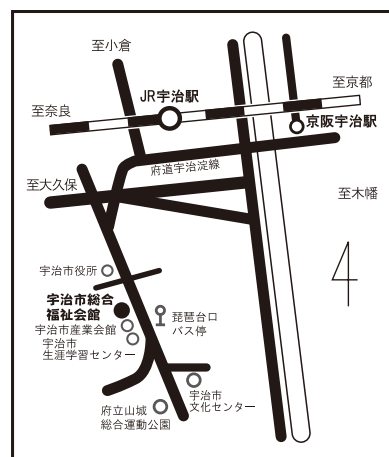 至小倉
JR宇治駅
至京都
至奈良
京阪宇治駅
府道宇治淀線
至大久保
至木幡
宇治市役所
宇治市総合
福祉会館
琵琶台口
バス停
宇治市産業会館
宇治市
生涯学習センター
宇治市
文化センター
府立山城
総合運動公園